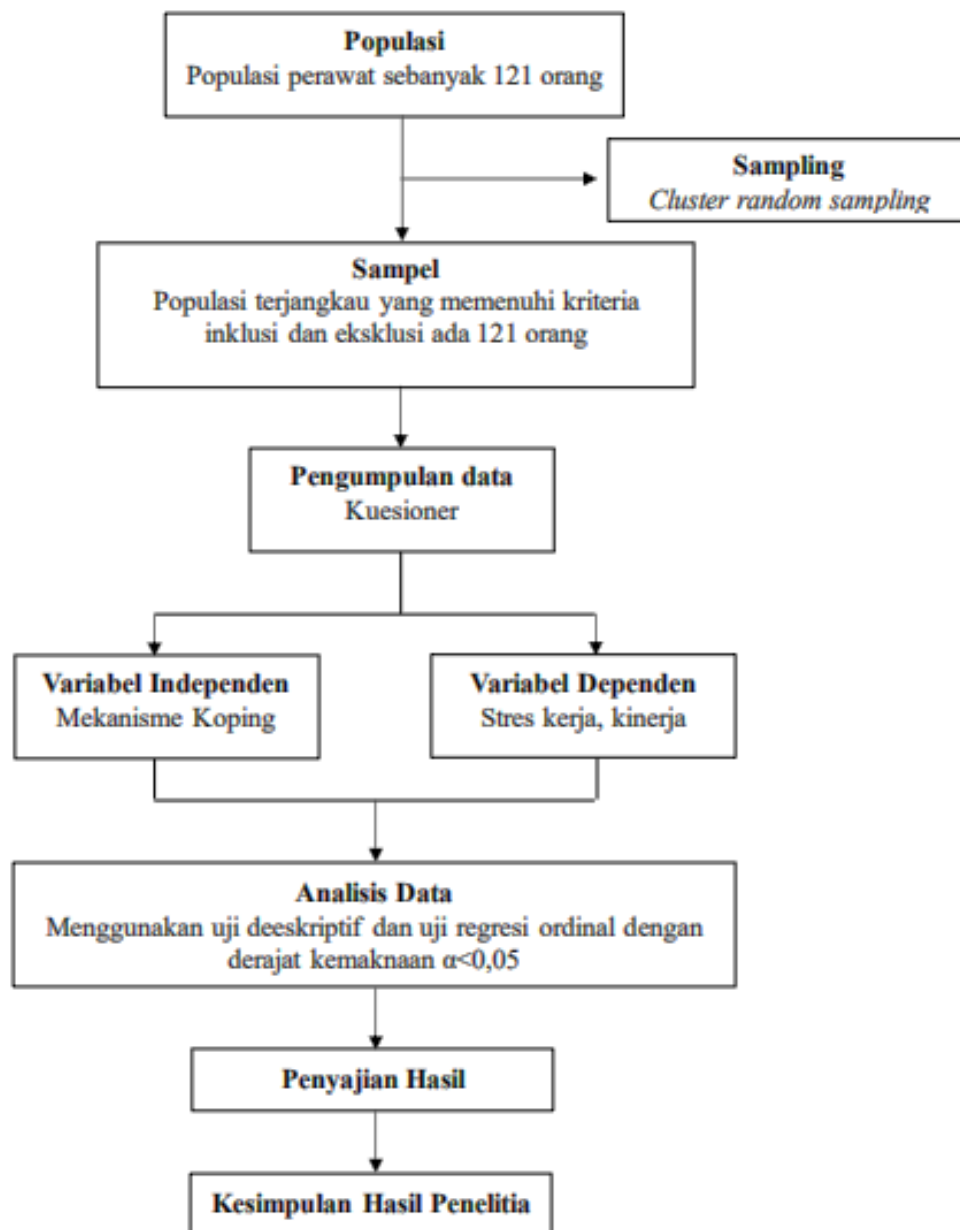 Populasi
Populasi perawat sebanyak 121 orang
Sampling
Cluster random sampling
Sampel
Populasi terjangkau yang memenuhi kriteria
inklusi dan eksklusi ada 121 orang
Pengumpulan data
Kuesioner
Variabel Independen
Mekanisme Koping
Variabel Dependen
Stres kerja, kinerja
Analisis Data
Menggunakan uji deeskriptif dan uji regresi ordinal dengan
derajat kemaknaan α<0,05
Penyajian Hasil
Kesimpulan Hasil Penelitia